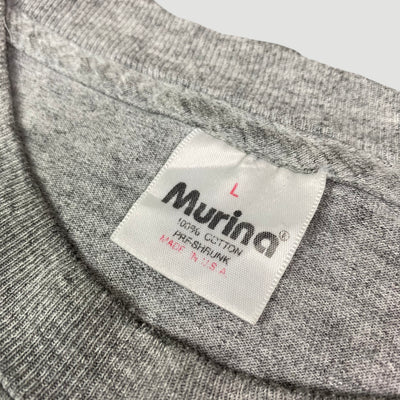 L
Murina®
100% COTTON
PRE-SHRUNK
MADE IN U.S.A.